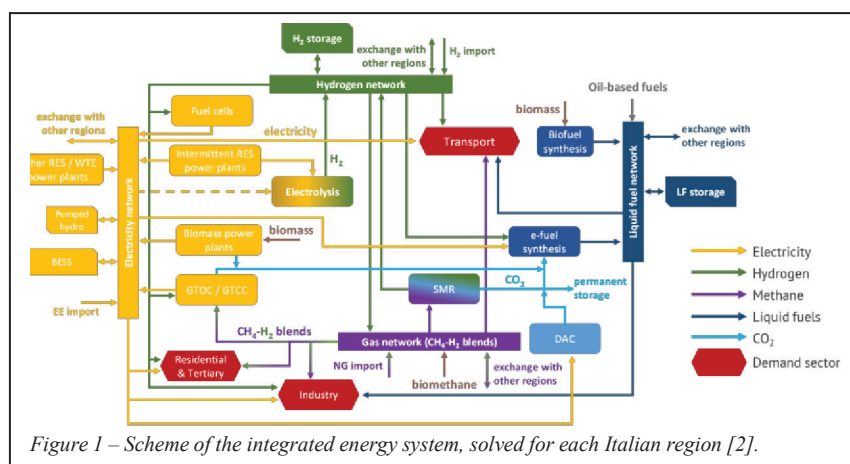 H2 storage
exchange with
other regions
H2 import
Hydrogen network
Oil-based fuels
biomass
Fuel cells
exchange with
other regions
electricity
Transport
Biofuel
synthesis
exchange with
other regions
her RES / WTE
power plants
Intermittent RES
power plants
H2
Electrolysis
Electricity network
Liquid fuel network
LF storage
Pumped
hydro
Biomass power
plants
biomass
e-fuel
synthesis
Electricity
BESS
Hydrogen
GTOC / GTCC
SMR
CO2
permanent
storage
Methane
EE import
Liquid fuels
CH4-H2 blends
Gas network (CH4-H2 blends)
DAC
CO2
Residential
& Tertiary
NG import
biomethane
exchange with
other regions
Demand sector
Industry
Figure 1 – Scheme of the integrated energy system, solved for each Italian region [2].